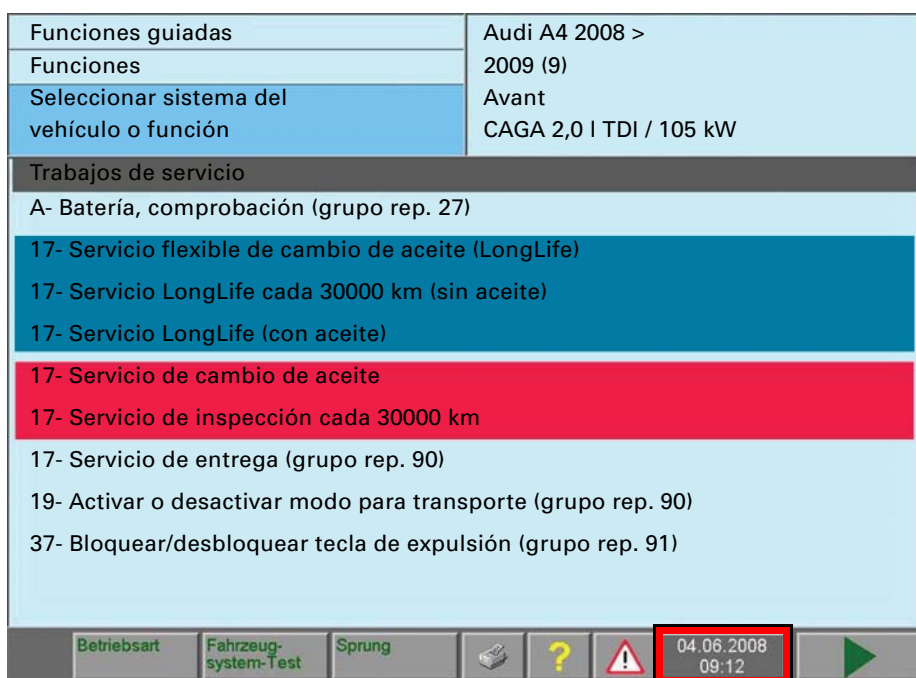 Funciones guiadas
Audi A4 2008 >
Funciones
2009 (9)
Seleccionar sistema del
Avant
vehículo o función
CAGA 2,0 l TDI / 105 kW
Trabajos de servicio
A- Batería, comprobación (grupo rep. 27)
17- Servicio flexible de cambio de aceite (LongLife)
17- Servicio LongLife cada 30000 km (sin aceite)
17- Servicio LongLife (con aceite)
17- Servicio de cambio de aceite
17- Servicio de inspección cada 30000 km
17- Servicio de entrega (grupo rep. 90)
19- Activar o desactivar modo para transporte (grupo rep. 90)
37- Bloquear/desbloquear tecla de expulsión (grupo rep. 91)
Betriebsart
Fahrzeug-
system-Test
Sprung
?
!
04.06.2008
09:12